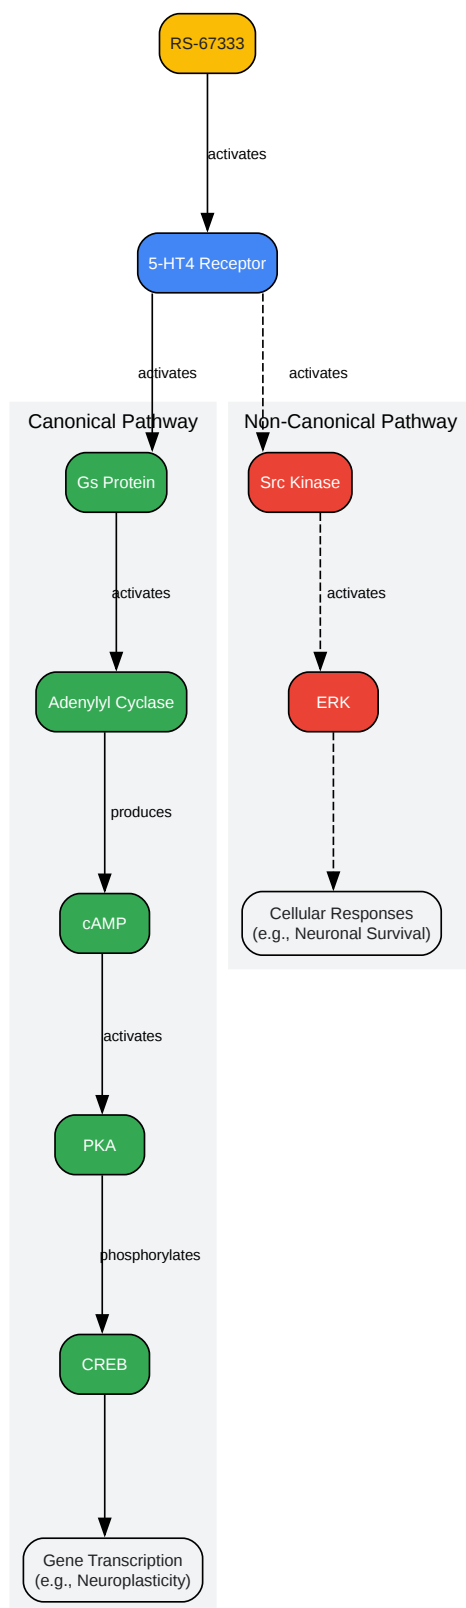 RS-67333
activates
5-HT4 Receptor
activates
activates
Canonical Pathway
Non-Canonical Pathway
Gs Protein
Src Kinase
activates
activates
Adenylyl Cyclase
ERK
produces
cAMP
Cellular Responses
(e.g., Neuronal Survival)
activates
PKA
phosphorylates
CREB
Gene Transcription
(e.g., Neuroplasticity)